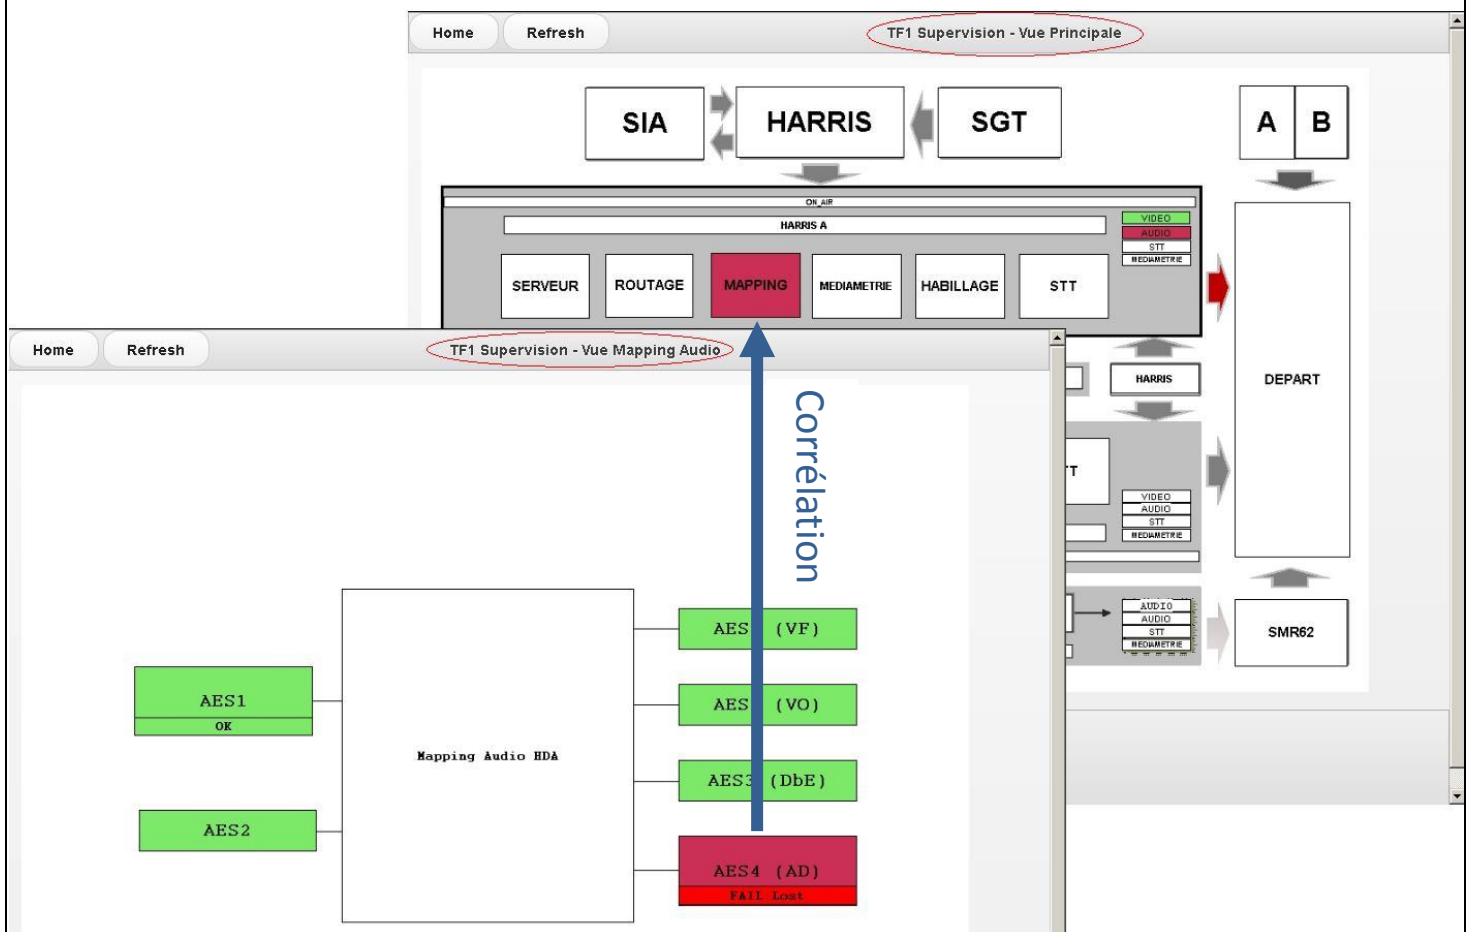 Home
Refresh
TF1 Supervision - Vue Principale
SIA
HARRIS
SGT
A
B
ON_AIR
HARRIS A
VIDEO
AUDIO
STT
MEDIAMETRIE
SERVEUR
ROUTAGE
MAPPING
MEDIAMETRIE
HABILLAGE
STT
HARRIS
DEPART
VIDEO
AUDIO
STT
MEDIAMETRIE
AUDIO
AUDIO
STT
MEDIAMETRIE
SMR62
Home
Refresh
TF1 Supervision - Vue Mapping Audio
Corrélation
AES1
OK
AES2
Mapping Audio HDA
AES (VF)
AES (VO)
AES3 (DbE)
AES4 (AD)
FAIL Lost